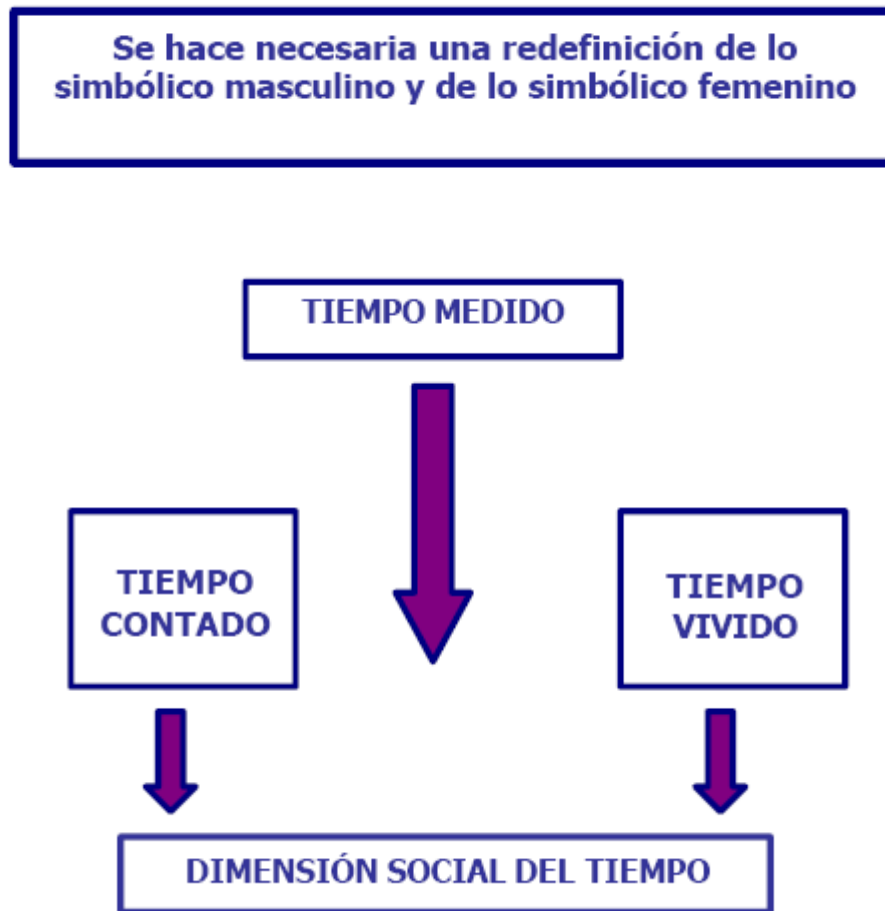 Se hace necesaria una redefinición de lo
simbólico masculino y de lo simbólico femenino
TIEMPO MEDIDO
TIEMPO
CONTADO
TIEMPO
VIVIDO
DIMENSIÓN SOCIAL DEL TIEMPO